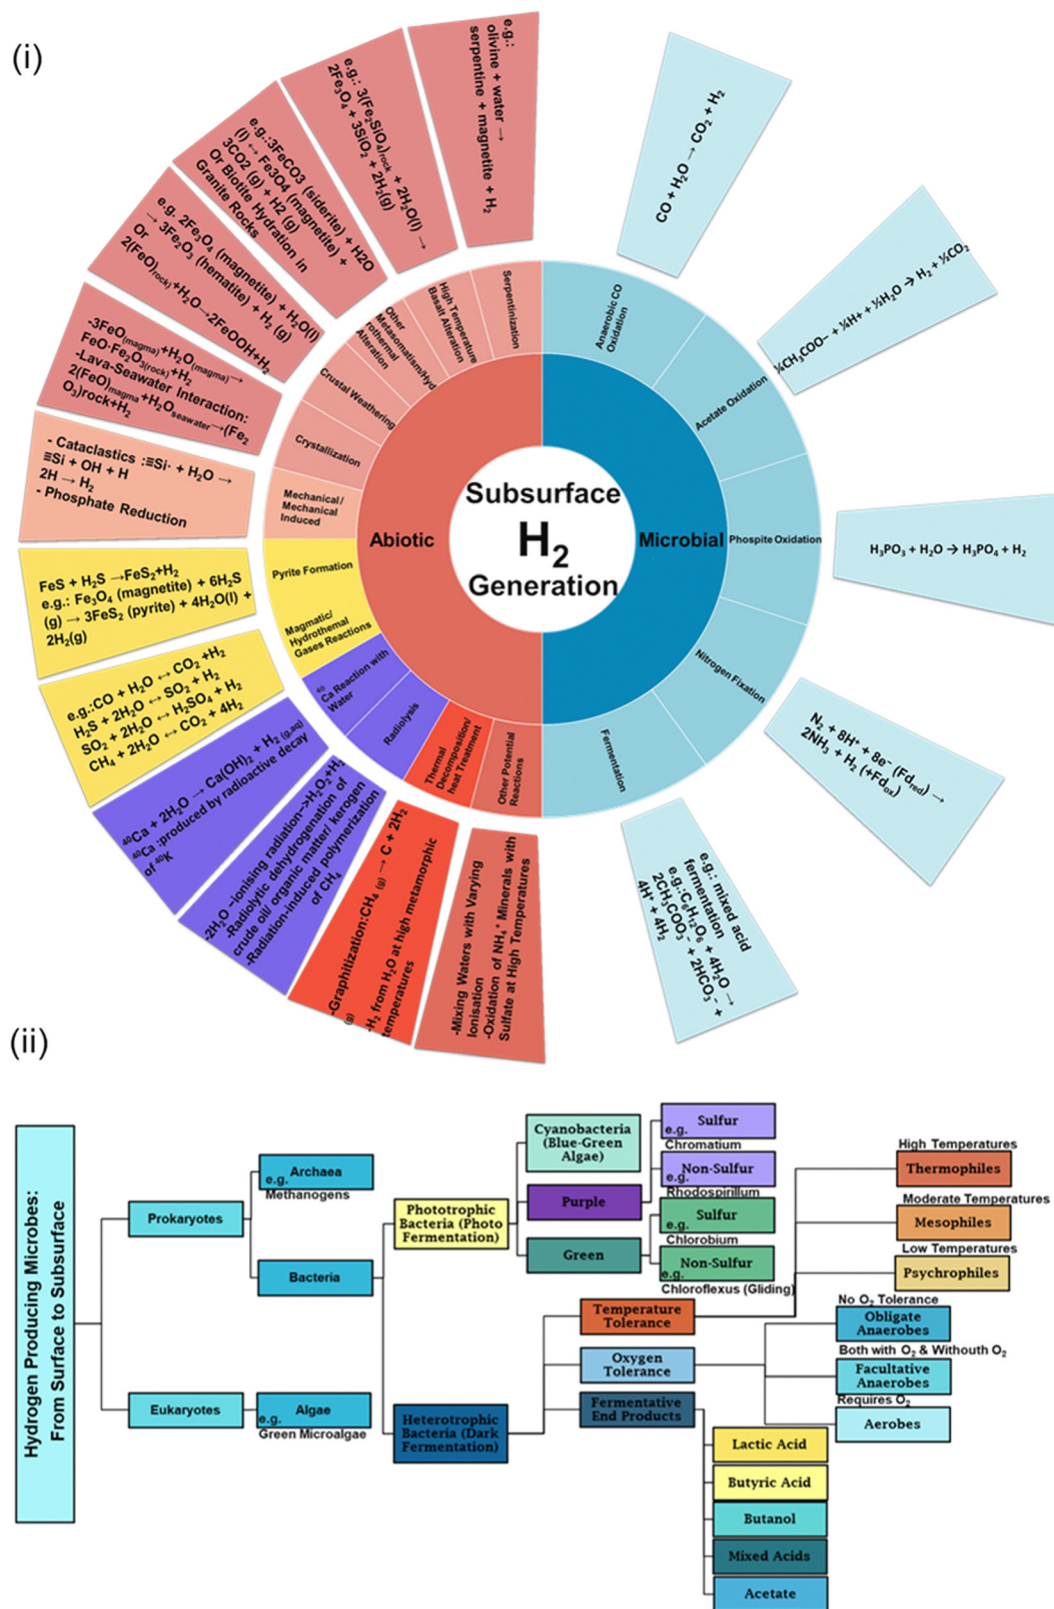 (i)
Subsurface
H₂
Generation
Abiotic
Microbial
Serpentinization
e.g.:
olivine + water →
serpentine + magnetite + H₂
High Temperature
Basalt Alteration
e.g.: 3(Fe₂SiO₄)rock + 2H₂O(l) →
2Fe₃O₄ + 3SiO₂ + 2H₂(g)
Other
Metasomatism/Hyd
rothermal
Alteration
e.g.:3FeCO3 (siderite) + H2O
(l) ↔ Fe3O4 (magnetite) +
3CO2 (g) + H2 (g)
Or Biotite Hydration in
Granite Rocks
Crustal Weathering
e.g. 2Fe₃O₄ (magnetite) + H₂O(l)
→ 3Fe₂O₃ (hematite) + H₂ (g)
Or
2(FeO)rock)+H₂O→2FeOOH+H₂
Crystallization
-3FeO(magma)+H₂O(magma)→
FeO·Fe₂O₃(rock)+H₂
-Lava-Seawater Interaction:
2(FeO)magma+H₂Oseawater→(Fe₂
O₃)rock+H₂
Mechanical/
Mechanical
Induced
- Cataclastics :≡Si· + H₂O →
≡Si + OH + H
2H → H₂
- Phosphate Reduction
Pyrite Formation
FeS + H₂S →FeS₂+H₂
e.g.: Fe₃O₄ (magnetite) + 6H₂S
(g) → 3FeS₂ (pyrite) + 4H₂O(l) +
2H₂(g)
Magmatic/
Hydrothemal
Gases Reactions
e.g.:CO + H₂O ↔ CO₂ +H₂
H₂S + 2H₂O ↔ SO₂ + H₂
SO₂ + 2H₂O ↔ H₂SO₄ + H₂
CH₄ + 2H₂O ↔ CO₂ + 4H₂
⁴⁰
Ca Reaction with
Water
⁴⁰Ca + 2H₂O → Ca(OH)₂ + H₂ (g,aq)
⁴⁰Ca :produced by radioactive decay
of ⁴⁰K
Radiolysis
-2H₂O –ionising radiation–>H₂O₂+H₂
-Radiolytic dehydrogenation of
crude oil/ organic matter/ kerogen
-Radiation-induced polymerization
of CH₄
Thermal
Decomposition/
heat Treatment
-Graphitization:CH₄ (g) → C + 2H₂
(g)
-H₂ from H₂O at high metamorphic
temperatures
Other Potential
Reactions
-Mixing Waters with Varying
Ionisation
-Oxidation of NH₄⁺ Minerals with
Sulfate at High Temperatures
Anaerobic CO
Oxidation
CO + H₂O → CO₂ + H₂
Acetate Oxidation
¼CH₃COO− + ¼H+ + ½H₂O → H₂ + ½CO₂
Phospite Oxidation
H₃PO₃ + H₂O → H₃PO₄ + H₂
Nitrogen Fixation
N₂ + 8H⁺ + 8e⁻ (Fdred) →
2NH₃ + H₂ (+Fdox)
Fermentation
e.g.: mixed acid
fermentation
e.g.:C₆H₁₂O₆ + 4H₂O →
2CH₃COO₃⁻ + 2HCO₃⁻ +
4H⁺ + 4H₂
(ii)
Hydrogen Producing Microbes:
From Surface to Subsurface
Prokaryotes
Eukaryotes
Archaea
e.g.
Methanogens
Bacteria
Algae
e.g.
Green Microalgae
Phototrophic
Bacteria (Photo
Fermentation)
Heterotrophic
Bacteria (Dark
Fermentation)
Cyanobacteria
(Blue-Green
Algae)
Purple
Green
Sulfur
e.g.
Chromatium
Non-Sulfur
e.g.
Rhodospirillum
Sulfur
e.g.
Chlorobium
Non-Sulfur
e.g.
Chloroflexus (Gliding)
Temperature
Tolerance
Oxygen
Tolerance
Fermentative
End Products
High Temperatures
Thermophiles
Moderate Temperatures
Mesophiles
Low Temperatures
Psychrophiles
No O₂ Tolerance
Obligate
Anaerobes
Both with O₂ & Withouth O₂
Facultative
Anaerobes
Requires O₂
Aerobes
Lactic Acid
Butyric Acid
Butanol
Mixed Acids
Acetate